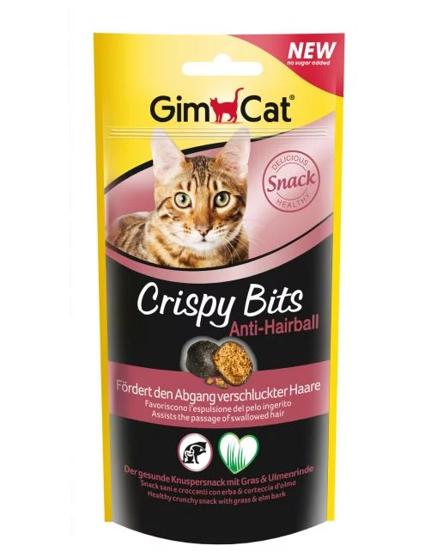 NEW
no sugar added
GimCat®
DELICIOUS
Snack
HEALTHY
Crispy Bits
Anti-Hairball
Fördert den Abgang verschluckter Haare
Favoriscono l'espulsione del pelo ingerito
Assists the passage of swallowed hair
Der gesunde Knuspersnack mit Gras & Ulmenrinde
Snack sani e croccanti con erba & corteccia d'olmo
Healthy crunchy snack with grass & elm bark